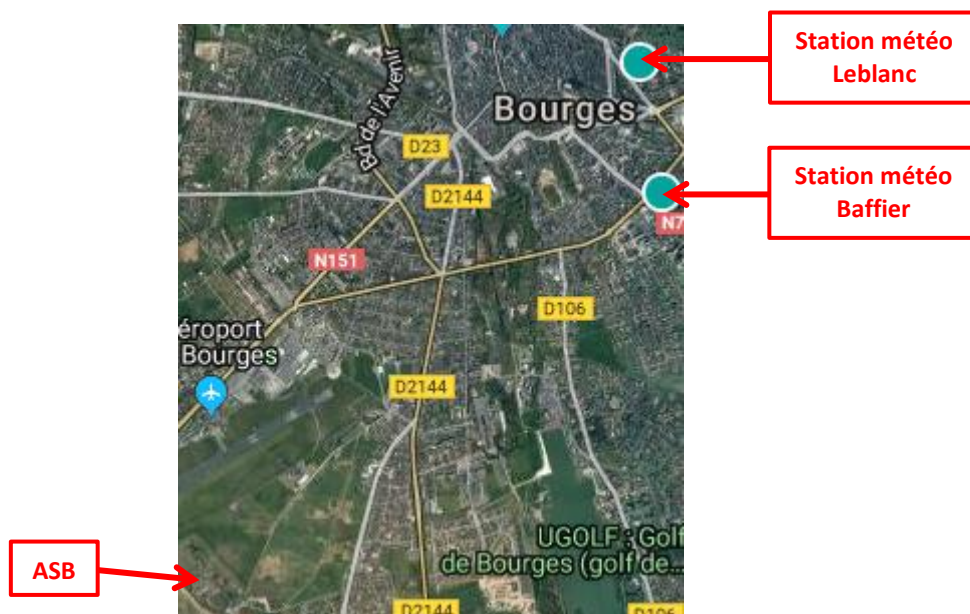 Station météo
Leblanc
Bd de l'Avenir
Bourges
D23
Station météo
Baffier
D2144
N7
N151
D106
éroport
Bourges
D2144
UGOLF : Golf
de Bourges (golf de...
ASB
D2144
D106